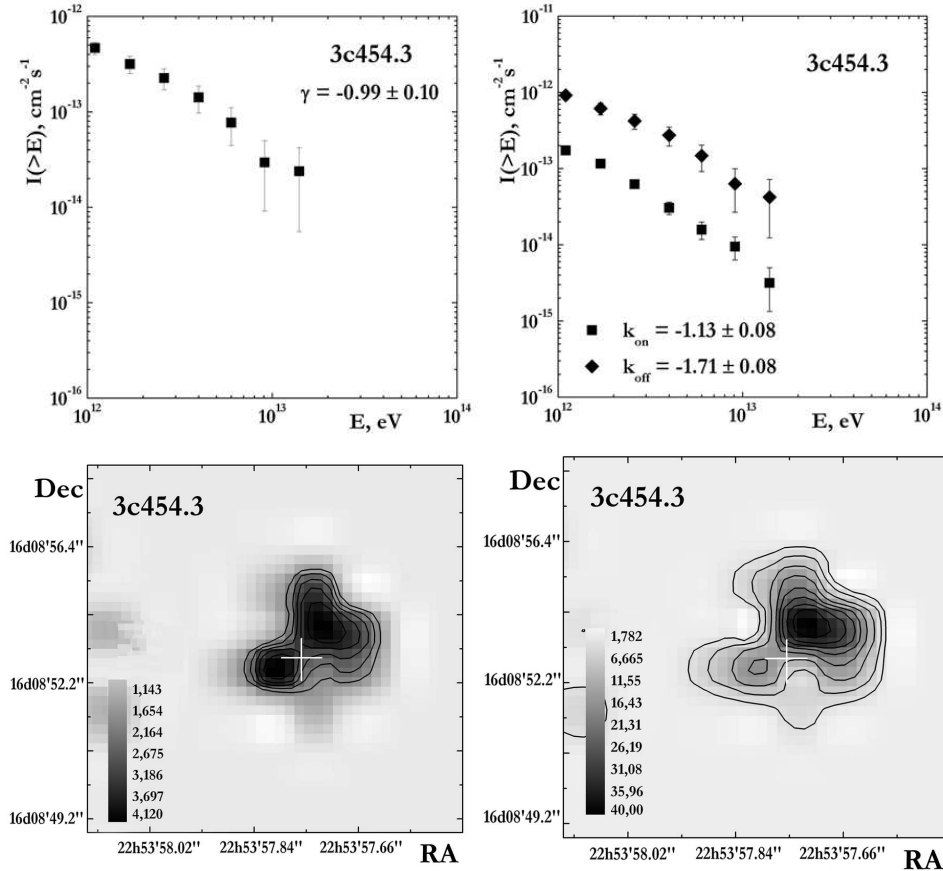 10^-12
10^-13
10^-14
10^-15
10^-16
I(>E), cm^-2 s^-1
3c454.3
γ = -0.99 ± 0.10
10^12
10^13
10^14
E, eV
10^-11
10^-12
10^-13
10^-14
10^-15
10^-16
I(>E), cm^-2 s^-1
3c454.3
k_on = -1.13 ± 0.08
k_off = -1.71 ± 0.08
10^12
10^13
10^14
E, eV
Dec
3c454.3
16d08'56.4''
16d08'52.2''
16d08'49.2''
1,143
1,654
2,164
2,675
3,186
3,697
4,120
22h53'58.02''
22h53'57.84''
22h53'57.66''
RA
Dec
3c454.3
16d08'56.4''
16d08'52.2''
16d08'49.2''
1,782
6,665
11,55
16,43
21,31
26,19
31,08
35,96
40,00
22h53'58.02''
22h53'57.84''
22h53'57.66''
RA